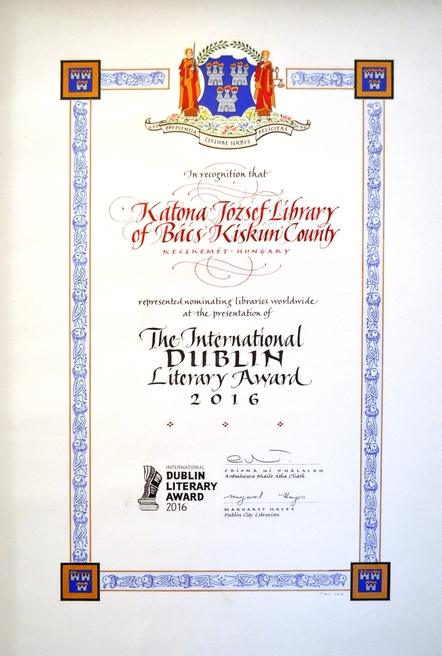 OBEDIENTIA CIVIUM URBIS FELICITAS
In recognition that
Katona József Library
of Bács Kiskun County
KECSKEMÉT · HUNGARY
represented nominating libraries worldwide
at the presentation of
The International
DUBLIN
Literary Award
2016
INTERNATIONAL
DUBLIN
LITERARY
AWARD
2016
CRÍONA NÍ DHÁLAIGH
Ardmhéara Bhaile Átha Cliath
Margaret Hayes
MARGARET HAYES
Dublin City Librarian